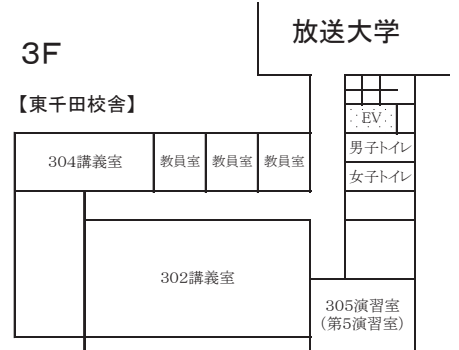 放送大学
3F
【東千田校舎】
EV
男子トイレ
304講義室
教員室
教員室
教員室
女子トイレ
302講義室
305演習室
(第5演習室)